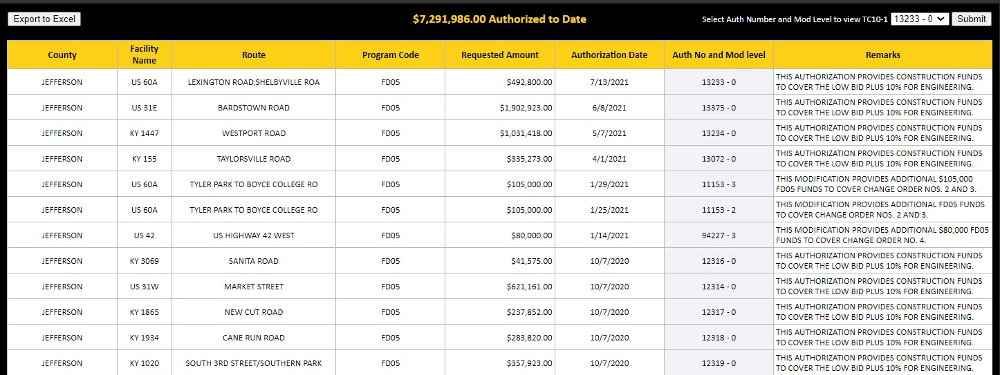 Export to Excel $7,291,986.00 Authorized to Date Select Auth Number and Mod Level to view TC10-1 13233 - 0 Submit
County Facility Name Route Program Code Requested Amount Authorization Date Auth No and Mod level Remarks
JEFFERSON US 60A LEXINGTON ROAD,SHELBYVILLE ROA FD05 $492,800.00 7/13/2021 13233 - 0 THIS AUTHORIZATION PROVIDES CONSTRUCTION FUNDS
TO COVER THE LOW BID PLUS 10% FOR ENGINEERING.
JEFFERSON US 31E BARDSTOWN ROAD FD05 $1,902,923.00 6/8/2021 13375 - 0 THIS AUTHORIZATION PROVIDES CONSTRUCTION FUNDS
TO COVER THE LOW BID PLUS 10% FOR ENGINEERING.
JEFFERSON KY 1447 WESTPORT ROAD FD05 $1,031,418.00 5/7/2021 13234 - 0 THIS AUTHORIZATION PROVIDES CONSTRUCTION FUNDS
TO COVER THE LOW BID PLUS 10% FOR ENGINEERING.
JEFFERSON KY 155 TAYLORSVILLE ROAD FD05 $335,273.00 4/1/2021 13072 - 0 THIS AUTHORIZATION PROVIDES CONSTRUCTION FUNDS
TO COVER THE LOW BID PLUS 10% FOR ENGINEERING.
JEFFERSON US 60A TYLER PARK TO BOYCE COLLEGE RO FD05 $105,000.00 1/29/2021 11153 - 3 THIS MODIFICATION PROVIDES ADDITIONAL $105,000
FD05 FUNDS TO COVER CHANGE ORDER NOS. 2 AND 3.
JEFFERSON US 60A TYLER PARK TO BOYCE COLLEGE RO FD05 $105,000.00 1/25/2021 11153 - 2 THIS MODIFICATION PROVIDES ADDITIONAL FD05 FUNDS
TO COVER CHANGE ORDER NOS. 2 AND 3.
JEFFERSON US 42 US HIGHWAY 42 WEST FD05 $80,000.00 1/14/2021 94227 - 3 THIS MODIFICATION PROVIDES ADDITIONAL $80,000 FD05
FUNDS TO COVER CHANGE ORDER NO. 4.
JEFFERSON KY 3069 SANITA ROAD FD05 $41,575.00 10/7/2020 12316 - 0 THIS AUTHORIZATION PROVIDES CONSTRUCTION FUNDS
TO COVER THE LOW BID PLUS 10% FOR ENGINEERING.
JEFFERSON US 31W MARKET STREET FD05 $621,161.00 10/7/2020 12314 - 0 THIS AUTHORIZATION PROVIDES CONSTRUCTION FUNDS
TO COVER THE LOW BID PLUS 10% FOR ENGINEERING.
JEFFERSON KY 1865 NEW CUT ROAD FD05 $237,852.00 10/7/2020 12317 - 0 THIS AUTHORIZATION PROVIDES CONSTRUCTION FUNDS
TO COVER THE LOW BID PLUS 10% FOR ENGINEERING.
JEFFERSON KY 1934 CANE RUN ROAD FD05 $283,820.00 10/7/2020 12318 - 0 THIS AUTHORIZATION PROVIDES CONSTRUCTION FUNDS
TO COVER THE LOW BID PLUS 10% FOR ENGINEERING.
JEFFERSON KY 1020 SOUTH 3RD STREET/SOUTHERN PARK FD05 $357,923.00 10/7/2020 12319 - 0 THIS AUTHORIZATION PROVIDES CONSTRUCTION FUNDS
TO COVER THE LOW BID PLUS 10% FOR ENGINEERING.